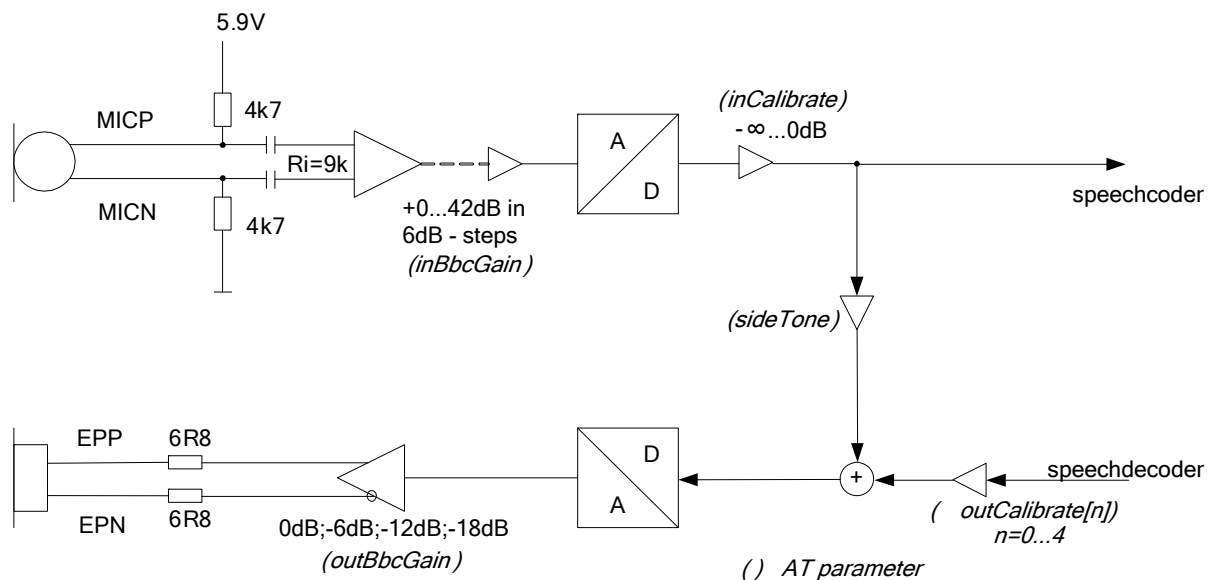 5.9V
4k7
MICP
Ri=9k
MICN
4k7
+0...42dB in
6dB - steps
(inBbcGain)
A
D
(inCalibrate)
-∞...0dB
speechcoder
(sideTone)
EPP
6R8
EPN
6R8
0dB;-6dB;-12dB;-18dB
(outBbcGain)
D
A
+
speechdecoder
( outCalibrate[n])
n=0...4
( ) AT parameter